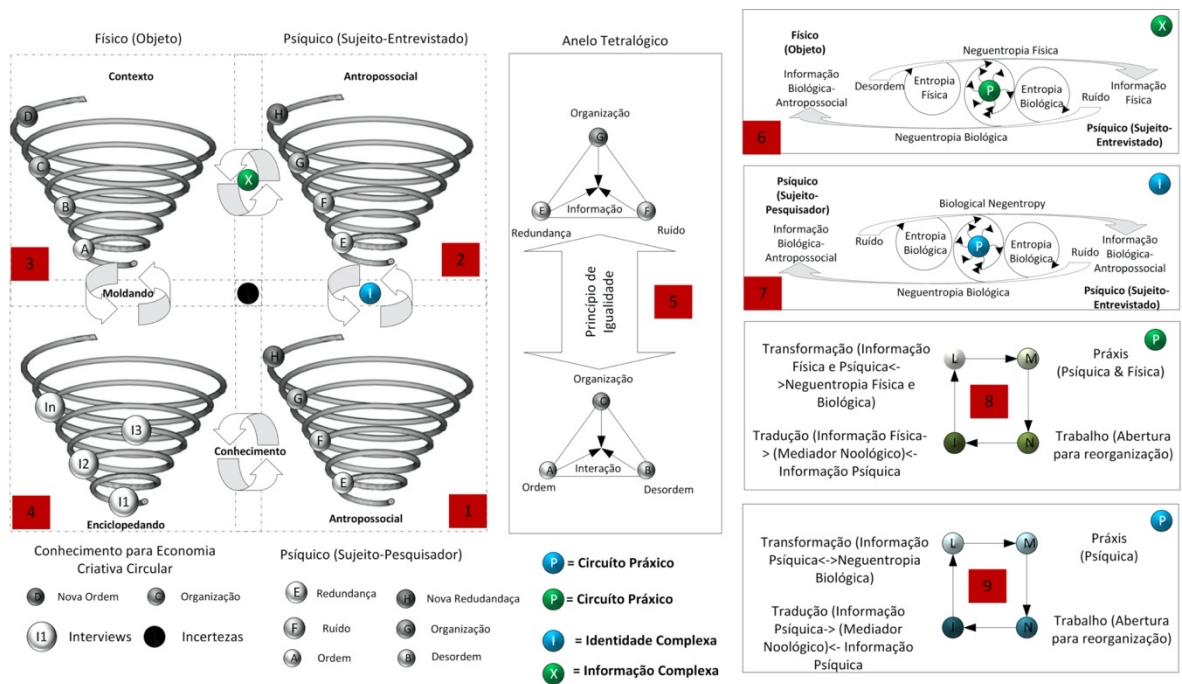 Físico (Objeto)
Psíquico (Sujeito-Entrevistado)
Contexto
Antropossocial
D
C
B
A
X
H
G
F
E
3
2
Moldando
I
In
I3
I2
I1
Enciclopedando
4
Conhecimento
H
G
F
E
Antropossocial
1
Conhecimento para Economia
Criativa Circular
D Nova Ordem
C Organização
I1 Interviews
Incertezas
Psíquico (Sujeito-Pesquisador)
E Redundança
H Nova Redudandaça
F Ruído
G Organização
A Ordem
B Desordem
Anelo Tetralógico
Organização
G
E
Informação
F
Redundança
Ruído
Princípio de
Igualdade
5
Organização
C
A
Interação
B
Ordem
Desordem
P = Circuíto Práxico
P = Circuíto Práxico
I = Identidade Complexa
X = Informação Complexa
X
Físico
(Objeto)
Neguentropia Física
Informação
Biológica-
Antropossocial
Desordem
Entropia
Física
P
Entropia
Biológica
Ruído
Informação
Física
6
Neguentropia Biológica
Psíquico (Sujeito-
Entrevistado)
I
Psíquico
(Sujeito-
Pesquisador)
Biological Negentropy
Informação
Biológica-
Antropossocial
Ruído
Entropia
Biológica
P
Entropia
Biológica
Ruído
Informação
Biológica-
Antropossocial
7
Neguentropia Biológica
Psíquico (Sujeito-
Entrevistado)
P
Transformação (Informação
Física e Psíquica<-
->Neguentropia Física e
Biológica)
L
M
Práxis
(Psíquica & Física)
8
Tradução (Informação Física-
> (Mediador Noológico)<-
Informação Psíquica
N
Trabalho (Abertura
para reorganização)
P
Transformação (Informação
Psíquica<->Neguentropia
Biológica)
L
M
Práxis
(Psíquica)
9
Tradução (Informação
Psíquica-> (Mediador
Noológico)<- Informação
Psíquica
N
Trabalho (Abertura
para reorganização)